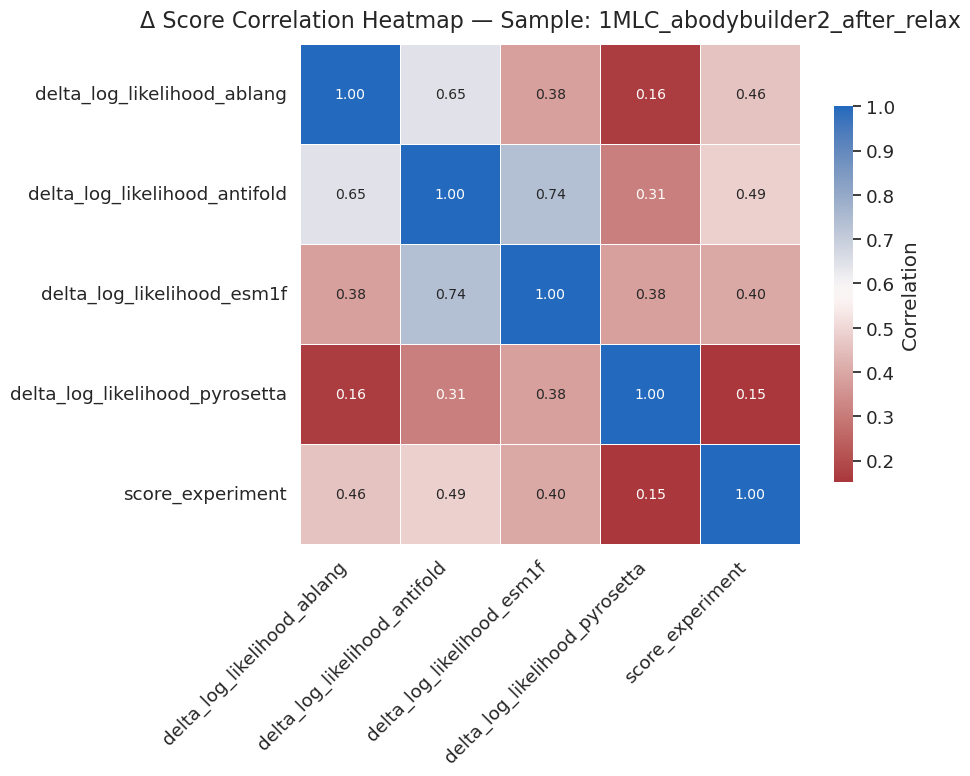 Δ Score Correlation Heatmap — Sample: 1MLC_abodybuilder2_after_relax
delta_log_likelihood_ablang 1.00 0.65 0.38 0.16 0.46
delta_log_likelihood_antifold 0.65 1.00 0.74 0.31 0.49
delta_log_likelihood_esm1f 0.38 0.74 1.00 0.38 0.40
delta_log_likelihood_pyrosetta 0.16 0.31 0.38 1.00 0.15
score_experiment 0.46 0.49 0.40 0.15 1.00
delta_log_likelihood_ablang
delta_log_likelihood_antifold
delta_log_likelihood_esm1f
delta_log_likelihood_pyrosetta
score_experiment
1.0
0.9
0.8
0.7
0.6
0.5
0.4
0.3
0.2
Correlation